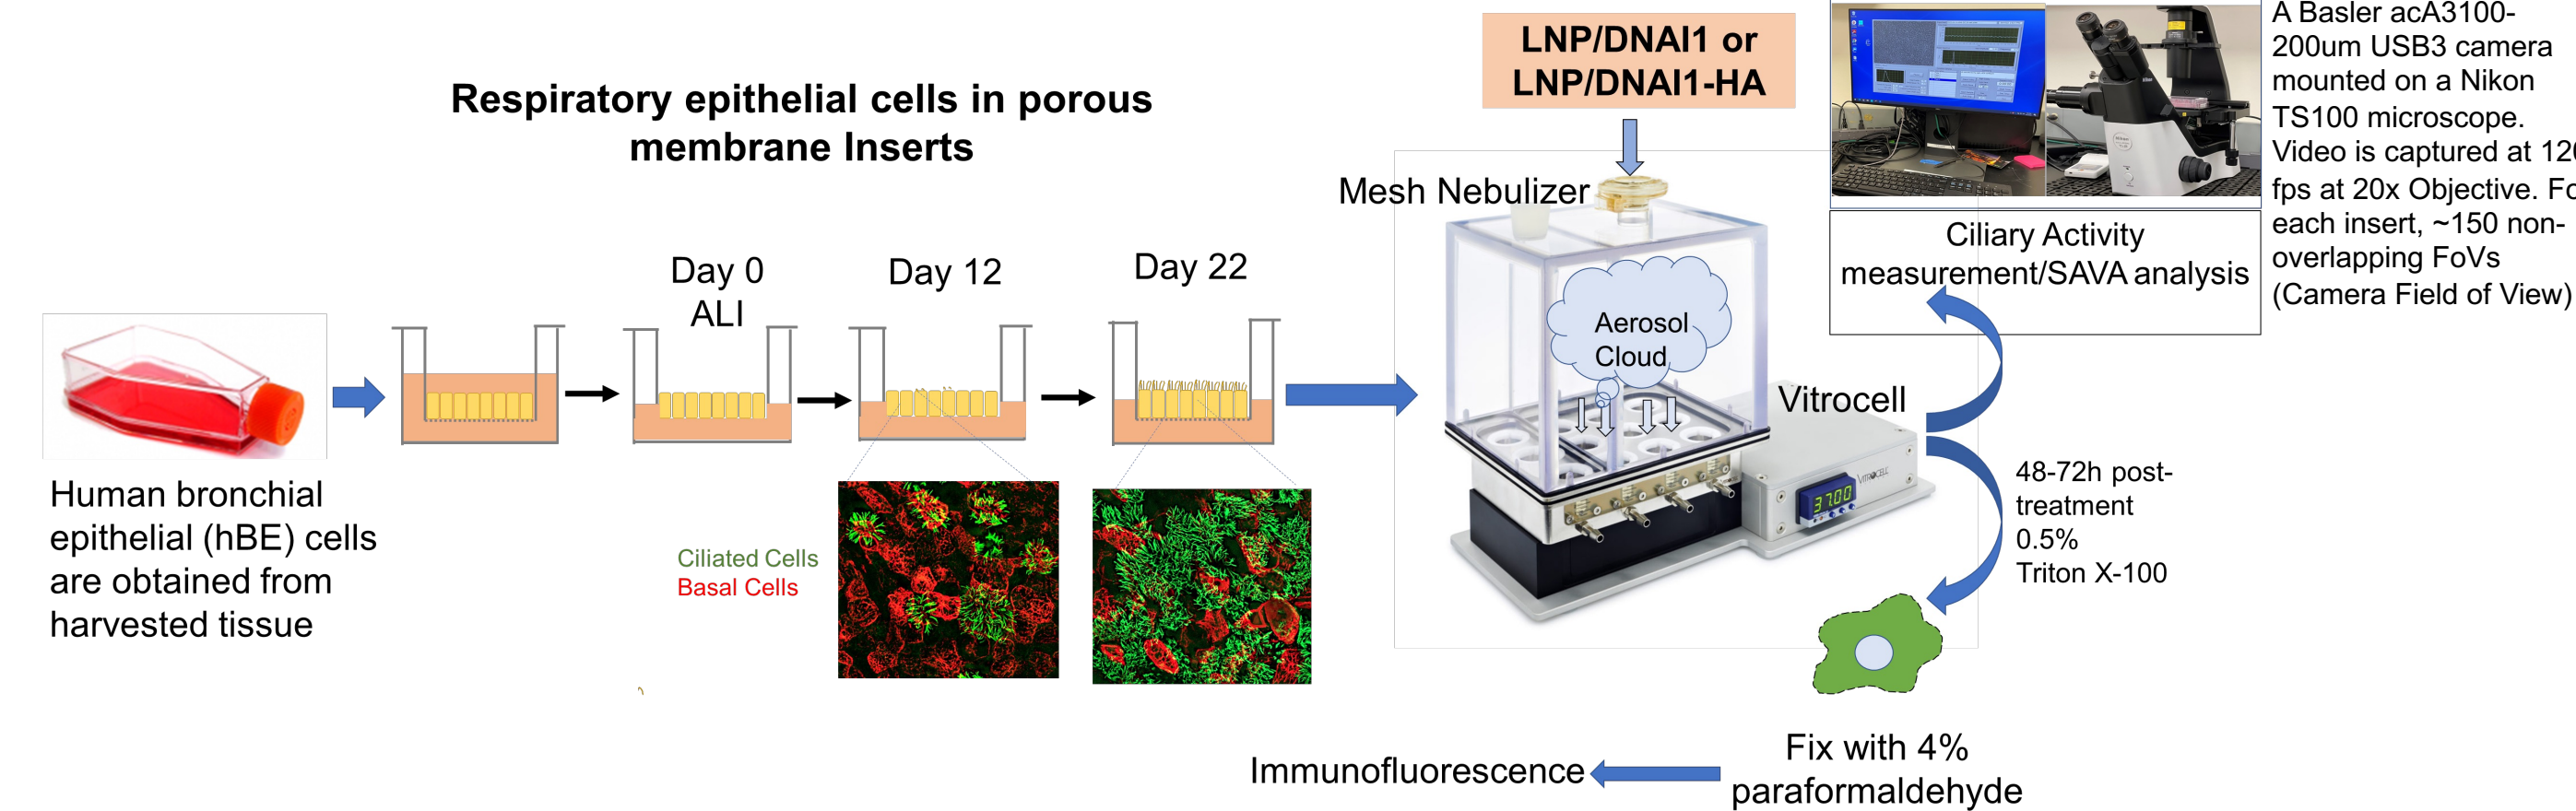 Respiratory epithelial cells in porous
membrane Inserts
Human bronchial
epithelial (hBE) cells
are obtained from
harvested tissue
Day 0
ALI
Day 12
Day 22
Ciliated Cells
Basal Cells
LNP/DNAI1 or
LNP/DNAI1-HA
Mesh Nebulizer
Aerosol
Cloud
Vitrocell
37.00
VITROCELL
Ciliary Activity
measurement/SAVA analysis
A Basler acA3100-
200um USB3 camera
mounted on a Nikon
TS100 microscope.
Video is captured at 12
fps at 20x Objective. Fo
each insert, ~150 non-
overlapping FoVs
(Camera Field of View)
48-72h post-
treatment
0.5%
Triton X-100
Fix with 4%
paraformaldehyde
Immunofluorescence